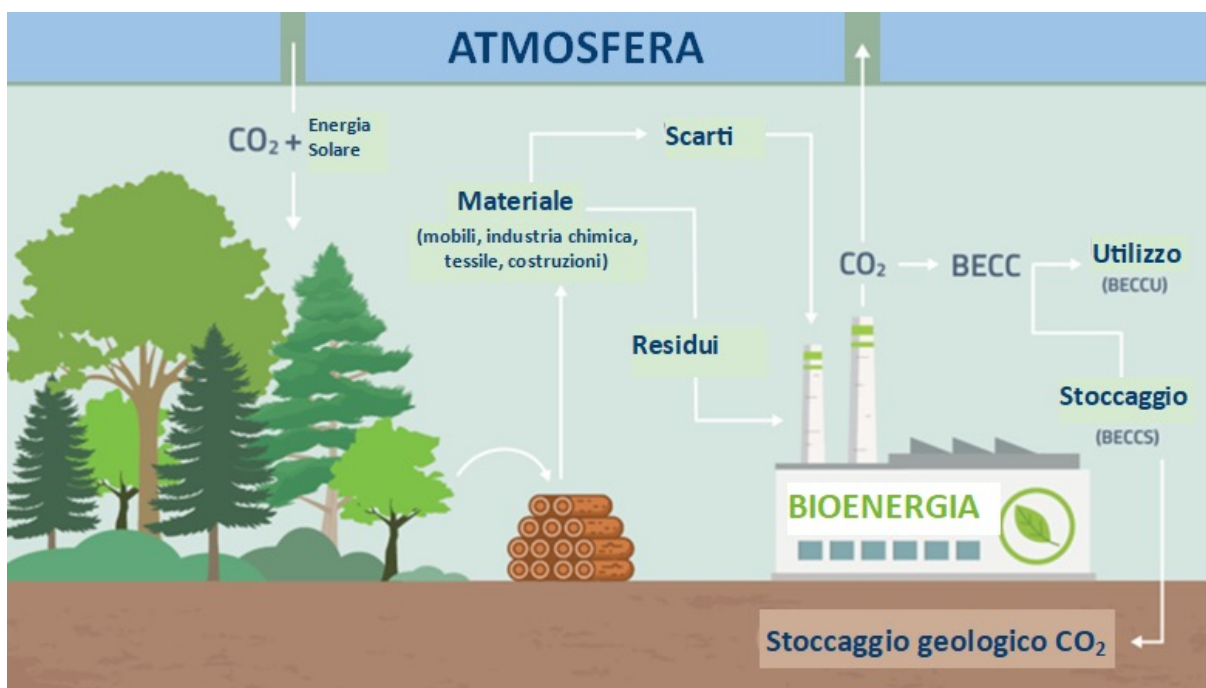 ATMOSFERA
CO₂ +
Energia
Solare
Scarti
Materiale
(mobili, industria chimica,
tessile, costruzioni)
CO₂
BECC
Utilizzo
(BECCU)
Residui
Stoccaggio
(BECCS)
BIOENERGIA
Stoccaggio geologico CO₂